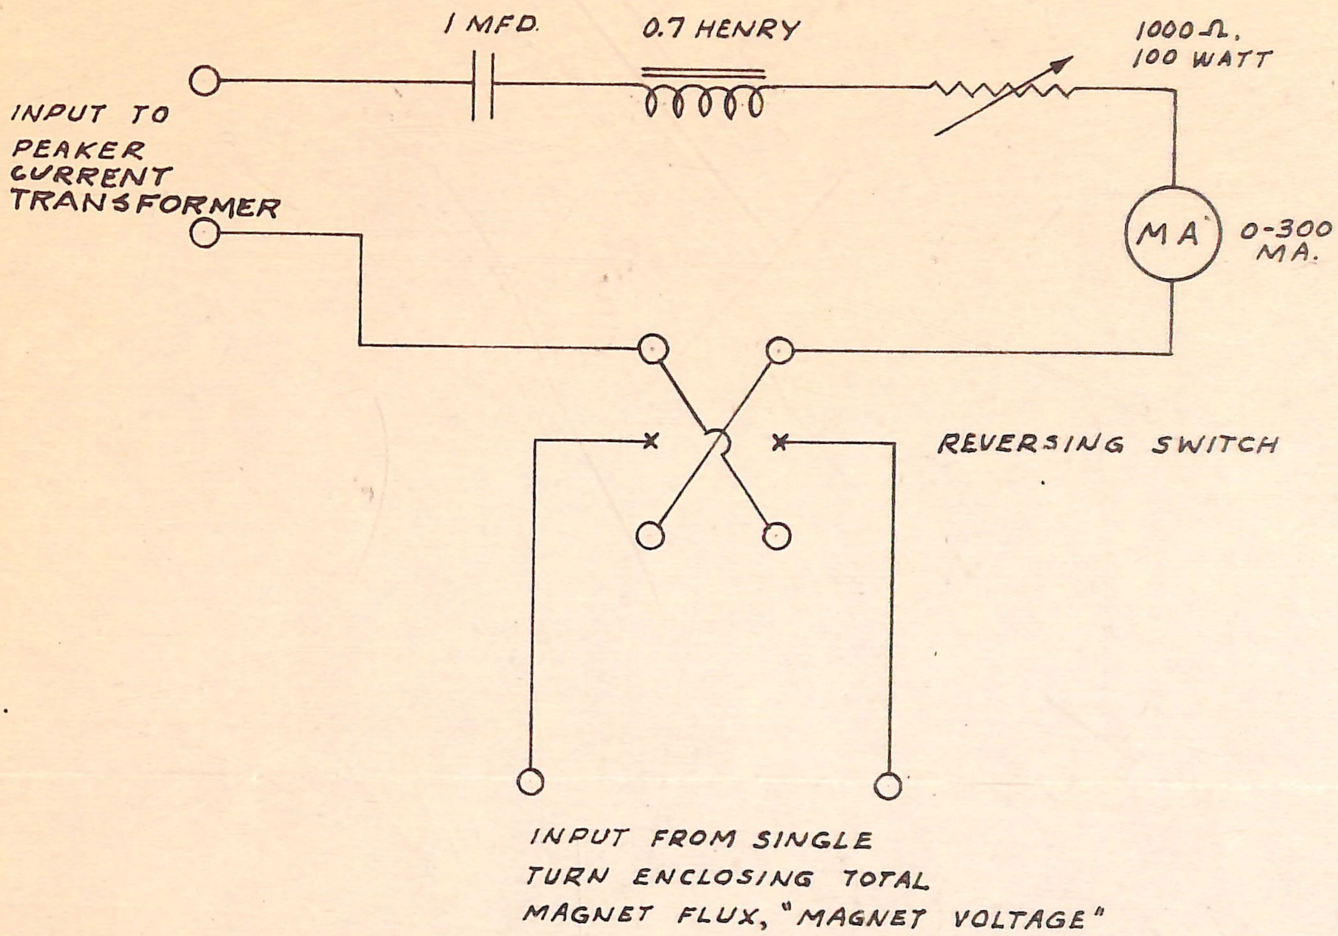 1 MFD.
0.7 HENRY
1000 Ω.
100 WATT
INPUT TO
PEAKER
CURRENT
TRANSFORMER
MA
0-300
MA.
REVERSING SWITCH
INPUT FROM SINGLE
TURN ENCLOSING TOTAL
MAGNET FLUX, "MAGNET VOLTAGE"